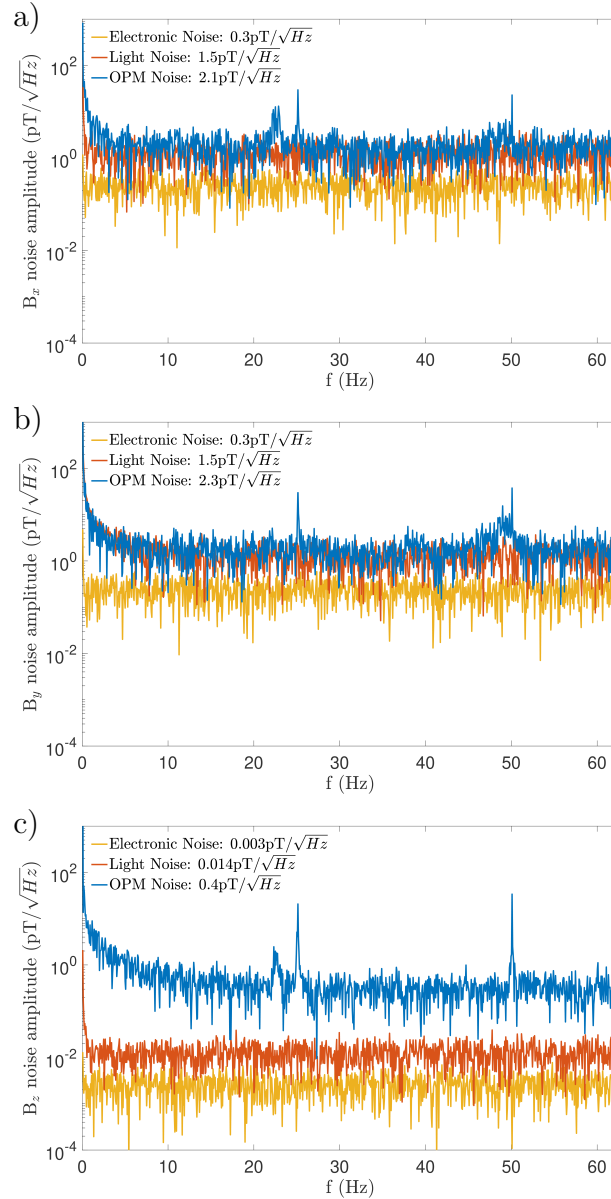 a)
Electronic Noise: 0.3pT/√Hz
Light Noise: 1.5pT/√Hz
OPM Noise: 2.1pT/√Hz
B_x noise amplitude (pT/√Hz)
10^2
10^0
10^-2
10^-4
0 10 20 30 40 50 60
f (Hz)
b)
Electronic Noise: 0.3pT/√Hz
Light Noise: 1.5pT/√Hz
OPM Noise: 2.3pT/√Hz
B_y noise amplitude (pT/√Hz)
10^2
10^0
10^-2
10^-4
0 10 20 30 40 50 60
f (Hz)
c)
Electronic Noise: 0.003pT/√Hz
Light Noise: 0.014pT/√Hz
OPM Noise: 0.4pT/√Hz
B_z noise amplitude (pT/√Hz)
10^2
10^0
10^-2
10^-4
0 10 20 30 40 50 60
f (Hz)